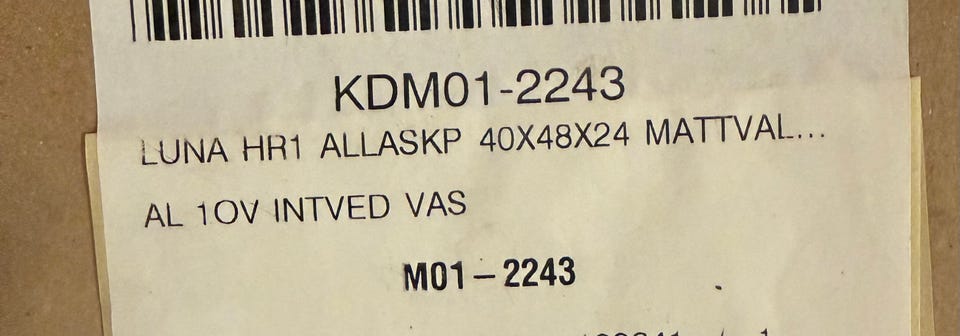 KDM01-2243
LUNA HR1 ALLASKP 40X48X24 MATTVAL...
AL 1OV INTVED VAS
M01-2243